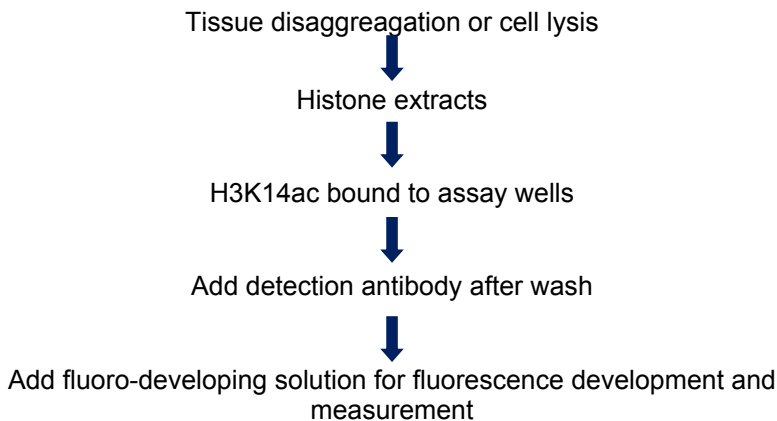 Tissue disaggreagation or cell lysis
Histone extracts
H3K14ac bound to assay wells
Add detection antibody after wash
Add fluoro-developing solution for fluorescence development and
measurement